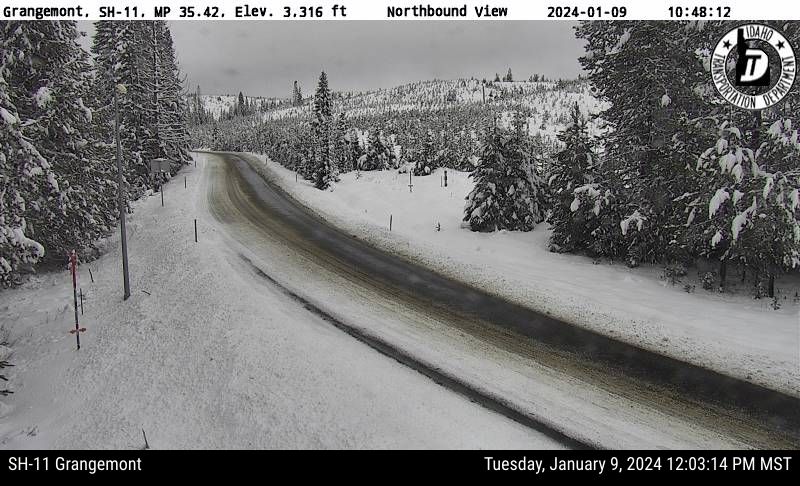 Grangemont, SH-11, MP 35.42, Elev. 3,316 ft Northbound View 2024-01-09 10:48:12
IDAHO
TRANSPORTATION DEPARTMENT
SH-11 Grangemont Tuesday, January 9, 2024 12:03:14 PM MST